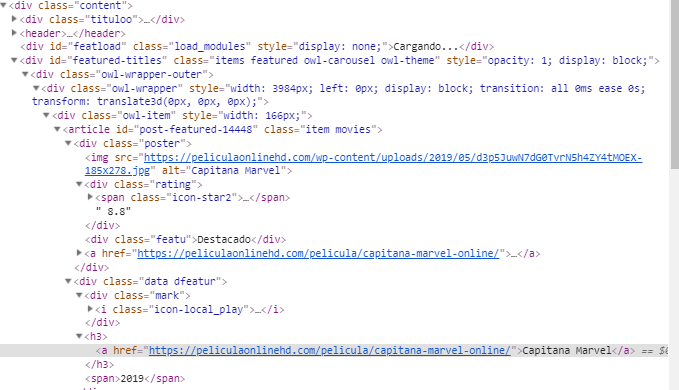 ▼<div class="content">
▶<div class="tituloo">…</div>
▶<header>…</header>
<div id="featload" class="load_modules" style="display: none;">Cargando...</div>
▼<div id="featured-titles" class="items featured owl-carousel owl-theme" style="opacity: 1; display: block;">
▼<div class="owl-wrapper-outer">
▼<div class="owl-wrapper" style="width: 3984px; left: 0px; display: block; transition: all 0ms ease 0s;
transform: translate3d(0px, 0px, 0px);">
▼<div class="owl-item" style="width: 166px;">
▼<article id="post-featured-14448" class="item movies">
▼<div class="poster">
<img src="https://peliculaonlinehd.com/wp-content/uploads/2019/05/d3p5JuwN7dG0TvrN5h4ZY4tMOEX-
185x278.jpg" alt="Capitana Marvel">
▼<div class="rating">
▶<span class="icon-star2">…</span>
" 8.8"
</div>
<div class="featu">Destacado</div>
▶<a href="https://peliculaonlinehd.com/pelicula/capitana-marvel-online/">…</a>
</div>
▼<div class="data dfeatur">
▼<div class="mark">
▶<i class="icon-local_play">…</i>
</div>
▼<h3>
<a href="https://peliculaonlinehd.com/pelicula/capitana-marvel-online/">Capitana Marvel</a> == $
</h3>
<span>2019</span>